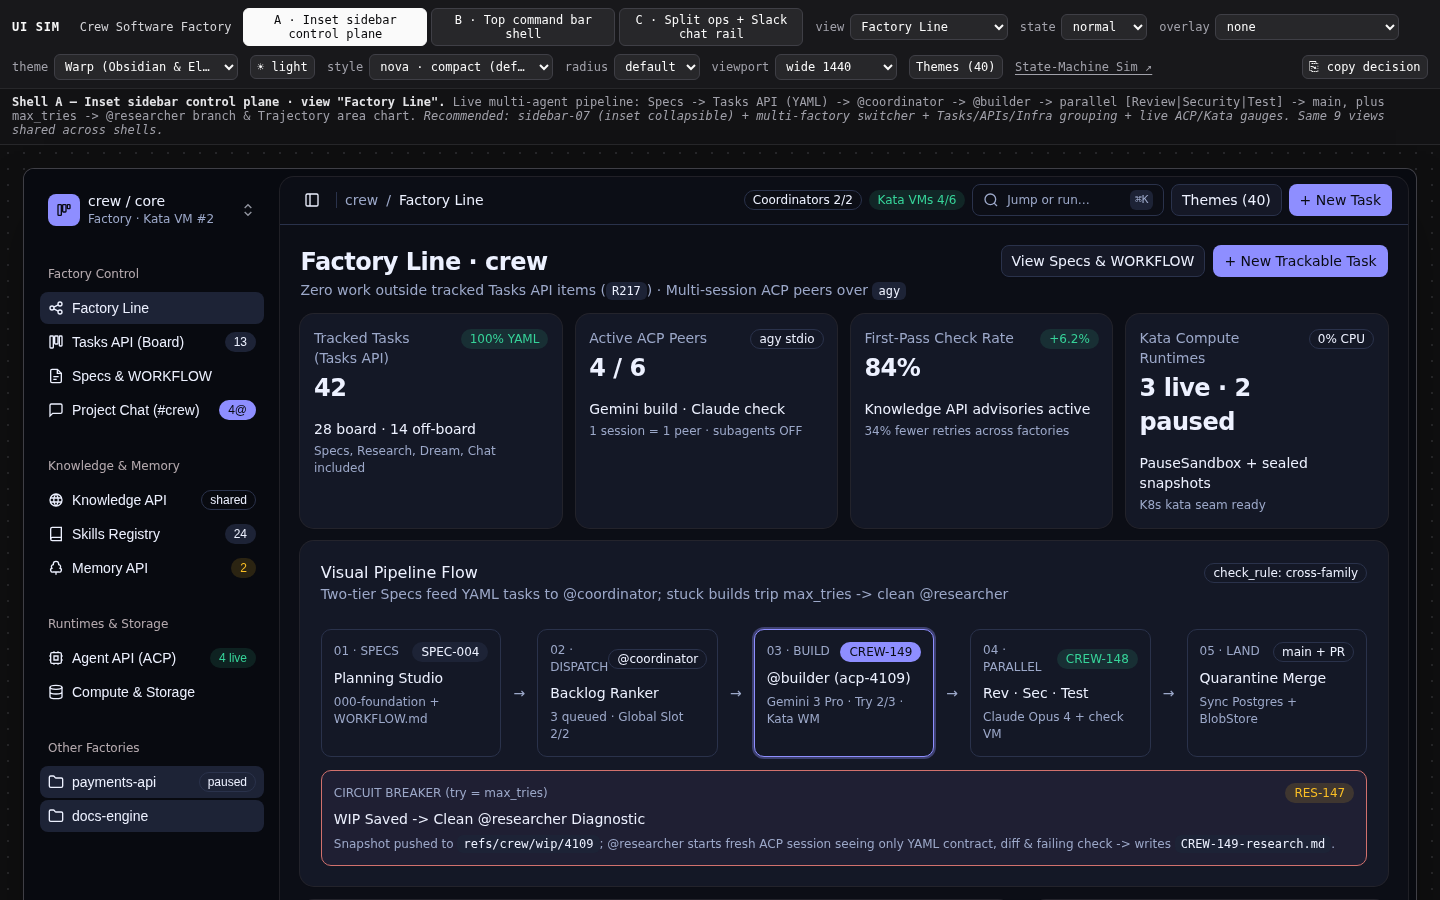 UI SIM Crew Software Factory A · Inset sidebar control plane B · Top command bar shell C · Split ops + Slack chat rail view Factory Line state normal overlay none
theme Warp (Obsidian & El… ☀ light style nova · compact (def… radius default viewport wide 1440 Themes (40) State-Machine Sim ↗ ⎘ copy decision
Shell A — Inset sidebar control plane · view "Factory Line". Live multi-agent pipeline: Specs -> Tasks API (YAML) -> @coordinator -> @builder -> parallel [Review|Security|Test] -> main, plus
max_tries -> @researcher branch & Trajectory area chart. Recommended: sidebar-07 (inset collapsible) + multi-factory switcher + Tasks/APIs/Infra grouping + live ACP/Kata gauges. Same 9 views
shared across shells.
crew / core
Factory · Kata VM #2
Factory Control
Factory Line
Tasks API (Board) 13
Specs & WORKFLOW
Project Chat (#crew) 4@
Knowledge & Memory
Knowledge API shared
Skills Registry 24
Memory API 2
Runtimes & Storage
Agent API (ACP) 4 live
Compute & Storage
Other Factories
payments-api paused
docs-engine
crew / Factory Line Coordinators 2/2 Kata VMs 4/6 Jump or run… ⌘K Themes (40) + New Task
Factory Line · crew View Specs & WORKFLOW + New Trackable Task
Zero work outside tracked Tasks API items (R217) · Multi-session ACP peers over agy
Tracked Tasks (Tasks API) 100% YAML
42
28 board · 14 off-board
Specs, Research, Dream, Chat
included
Active ACP Peers agy stdio
4 / 6
Gemini build · Claude check
1 session = 1 peer · subagents OFF
First-Pass Check Rate +6.2%
84%
Knowledge API advisories active
34% fewer retries across factories
Kata Compute Runtimes 0% CPU
3 live · 2
paused
PauseSandbox + sealed
snapshots
K8s kata seam ready
Visual Pipeline Flow check_rule: cross-family
Two-tier Specs feed YAML tasks to @coordinator; stuck builds trip max_tries -> clean @researcher
01 · SPECS SPEC-004
Planning Studio
000-foundation +
WORKFLOW.md
→
02 · DISPATCH @coordinator
Backlog Ranker
3 queued · Global Slot
2/2
→
03 · BUILD CREW-149
@builder (acp-4109)
Gemini 3 Pro · Try 2/3 ·
Kata WM
→
04 · PARALLEL CREW-148
Rev · Sec · Test
Claude Opus 4 + check
VM
→
05 · LAND main + PR
Quarantine Merge
Sync Postgres +
BlobStore
CIRCUIT BREAKER (try = max_tries) RES-147
WIP Saved -> Clean @researcher Diagnostic
Snapshot pushed to refs/crew/wip/4109 ; @researcher starts fresh ACP session seeing only YAML contract, diff & failing check -> writes CREW-149-research.md .